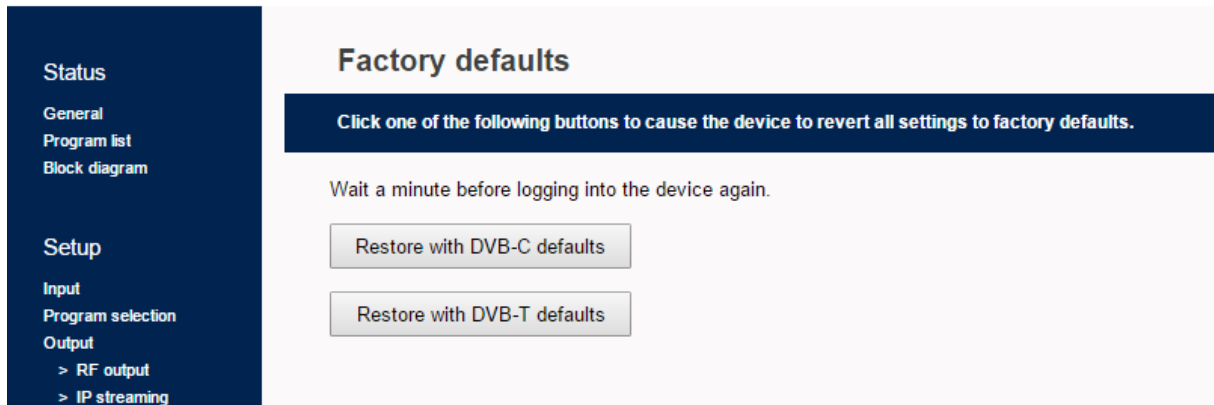 Status
General
Program list
Block diagram
Setup
Input
Program selection
Output
> RF output
> IP streaming
Factory defaults
Click one of the following buttons to cause the device to revert all settings to factory defaults.
Wait a minute before logging into the device again.
Restore with DVB-C defaults
Restore with DVB-T defaults